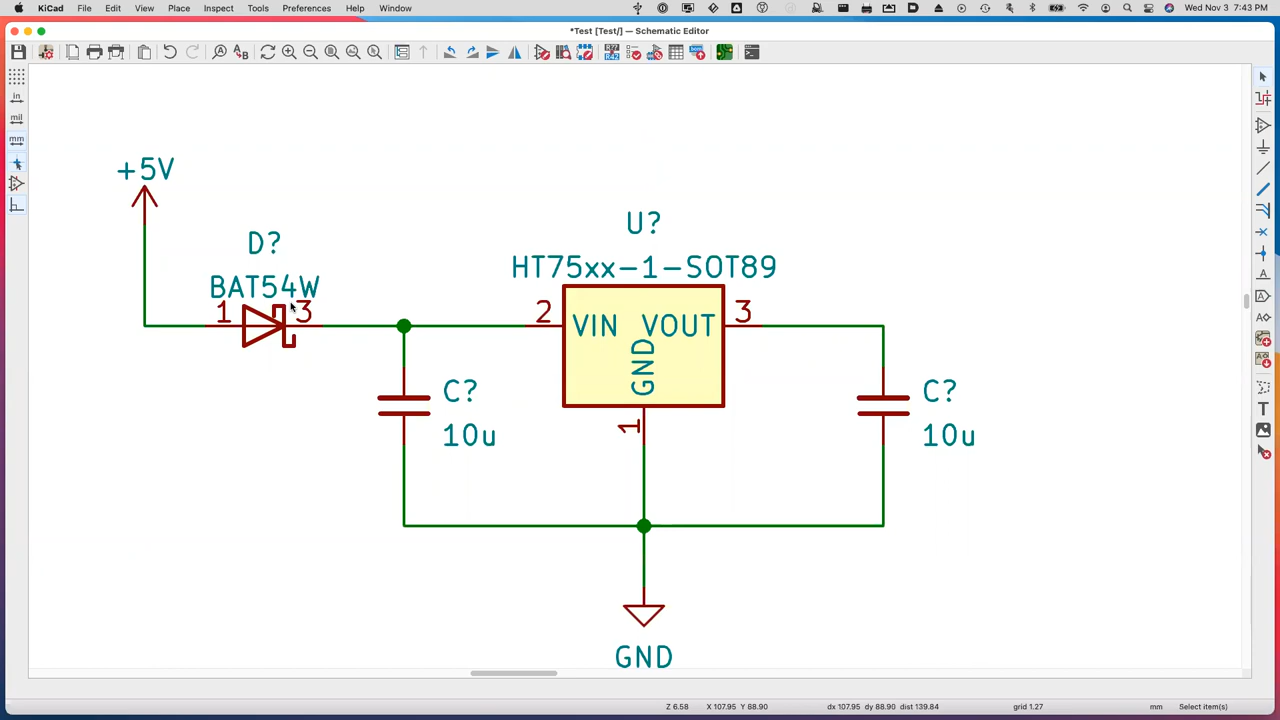 KiCad File Edit View Place Inspect Tools Preferences Help Window Wed Nov 3 7:43 PM
*Test [Test/] — Schematic Editor
in
mil
mm
+5V
D?
BAT54W
1 3
U?
HT75xx-1-SOT89
2 VIN VOUT 3
GND
1
C?
10u
C?
10u
GND
Z 6.58 X 107.95 Y 88.90 dx 107.95 dy 88.90 dist 139.84 grid 1.27 mm Select item(s)